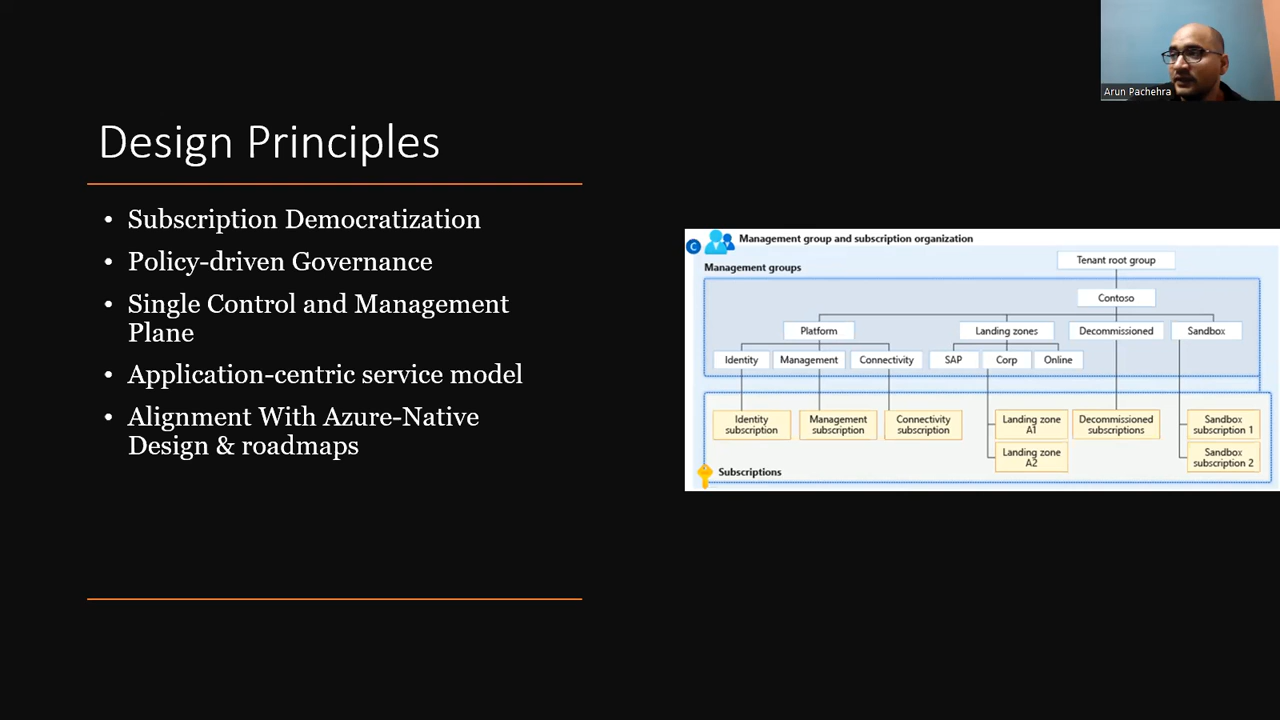 Arun Pachehra
Design Principles
• Subscription Democratization
• Policy-driven Governance
• Single Control and Management
Plane
• Application-centric service model
• Alignment With Azure-Native
Design & roadmaps
C
Management group and subscription organization
Management groups
Tenant root group
Contoso
Platform
Landing zones
Decommissioned
Sandbox
Identity
Management
Connectivity
SAP
Corp
Online
Identity
subscription
Management
subscription
Connectivity
subscription
Landing zone
A1
Landing zone
A2
Decommissioned
subscriptions
Sandbox
subscription 1
Sandbox
subscription 2
Subscriptions